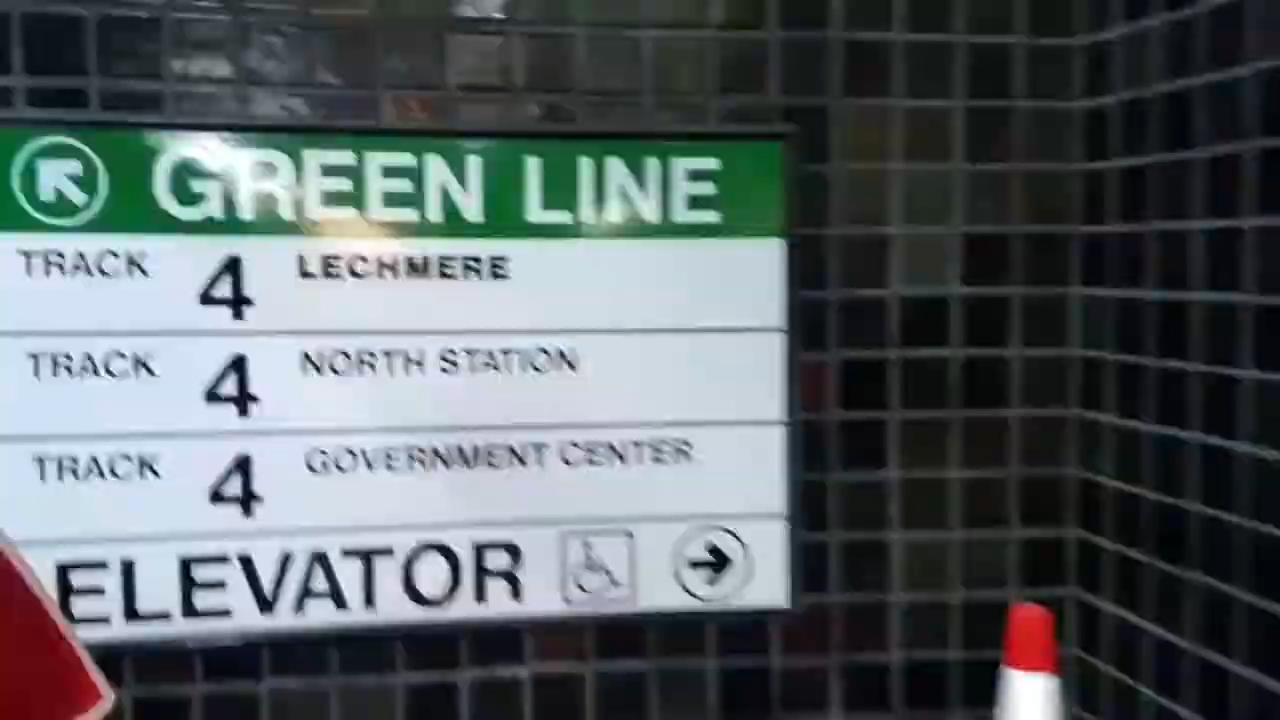 GREEN LINE
TRACK 4 LECHMERE
TRACK 4 NORTH STATION
TRACK 4 GOVERNMENT CENTER
ELEVATOR